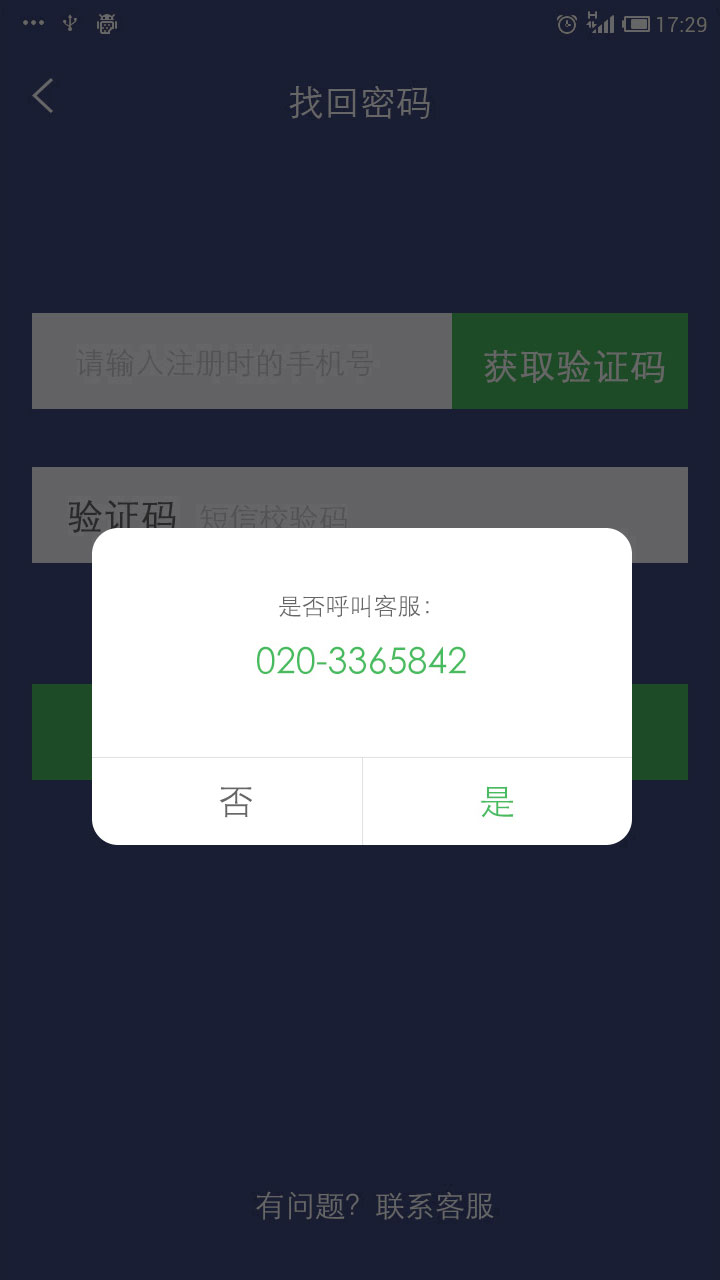 17:29
找回密码
请输入注册时的手机号
获取验证码
验证码 短信校验码
是否呼叫客服：
020-3365842
否
是
有问题？联系客服